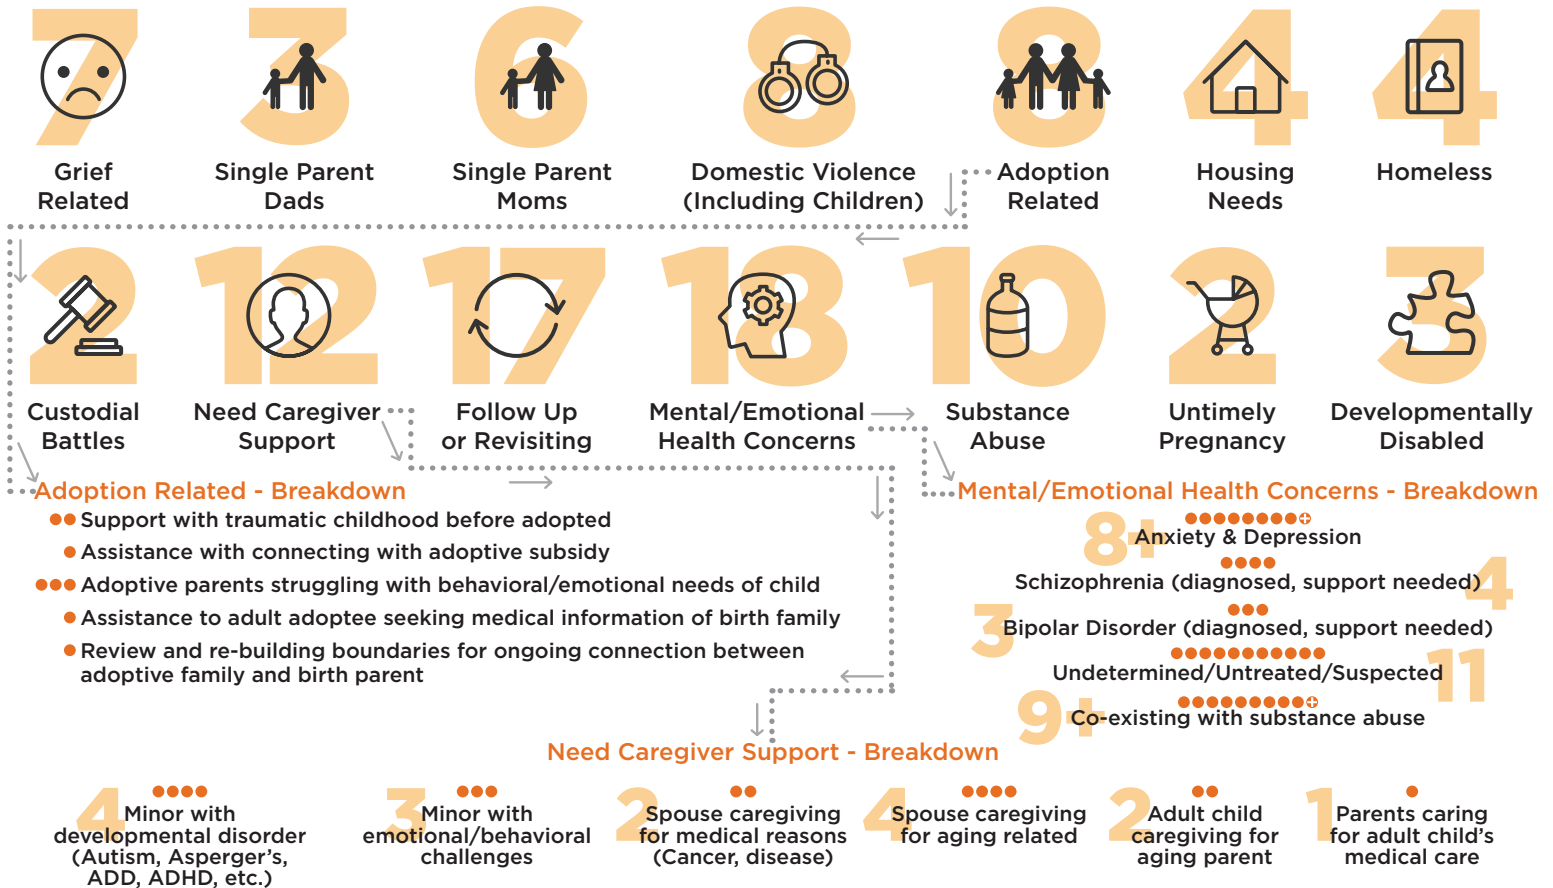 7
Grief
Related
3
Single Parent
Dads
6
Single Parent
Moms
8
Domestic Violence
(Including Children)
8
Adoption
Related
4
Housing
Needs
4
Homeless
2
Custodial
Battles
12
Need Caregiver
Support
17
Follow Up
or Revisiting
18
Mental/Emotional
Health Concerns
10
Substance
Abuse
2
Untimely
Pregnancy
3
Developmentally
Disabled
Adoption Related - Breakdown
Support with traumatic childhood before adopted
Assistance with connecting with adoptive subsidy
Adoptive parents struggling with behavioral/emotional needs of child
Assistance to adult adoptee seeking medical information of birth family
Review and re-building boundaries for ongoing connection between
adoptive family and birth parent
Mental/Emotional Health Concerns - Breakdown
8+
Anxiety & Depression
4
Schizophrenia (diagnosed, support needed)
3
Bipolar Disorder (diagnosed, support needed)
11
Undetermined/Untreated/Suspected
9+
Co-existing with substance abuse
Need Caregiver Support - Breakdown
4
Minor with
developmental disorder
(Autism, Asperger's,
ADD, ADHD, etc.)
3
Minor with
emotional/behavioral
challenges
2
Spouse caregiving
for medical reasons
(Cancer, disease)
4
Spouse caregiving
for aging related
2
Adult child
caregiving for
aging parent
1
Parents caring
for adult child's
medical care